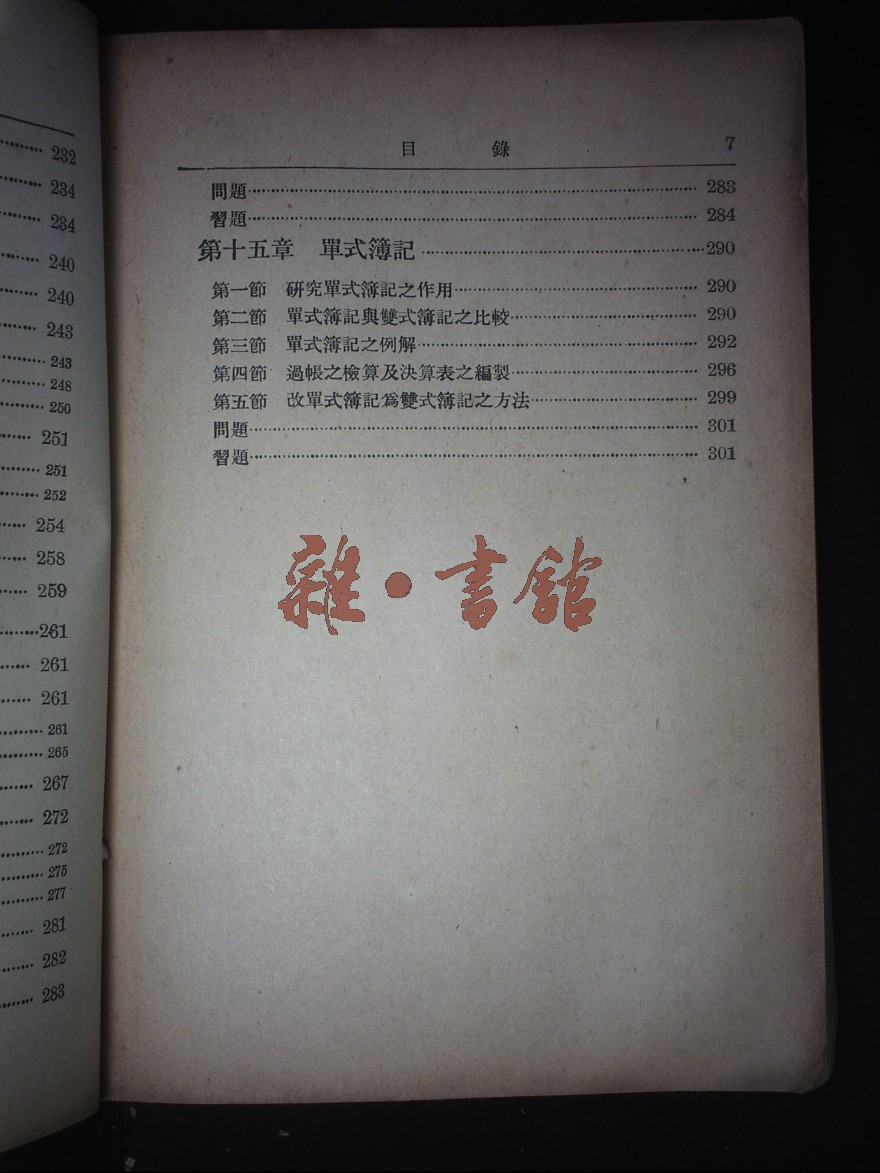 232
234
234
240
240
243
243
248
250
251
251
252
254
258
259
261
261
261
261
265
267
272
272
275
277
281
282
283
目錄 7
問題 283
習題 284
第十五章 單式簿記 290
第一節 研究單式簿記之作用 290
第二節 單式簿記與雙式簿記之比較 290
第三節 單式簿記之例解 292
第四節 過帳之檢算及決算表之編製 296
第五節 改單式簿記爲雙式簿記之方法 299
問題 301
習題 301
雜·書館